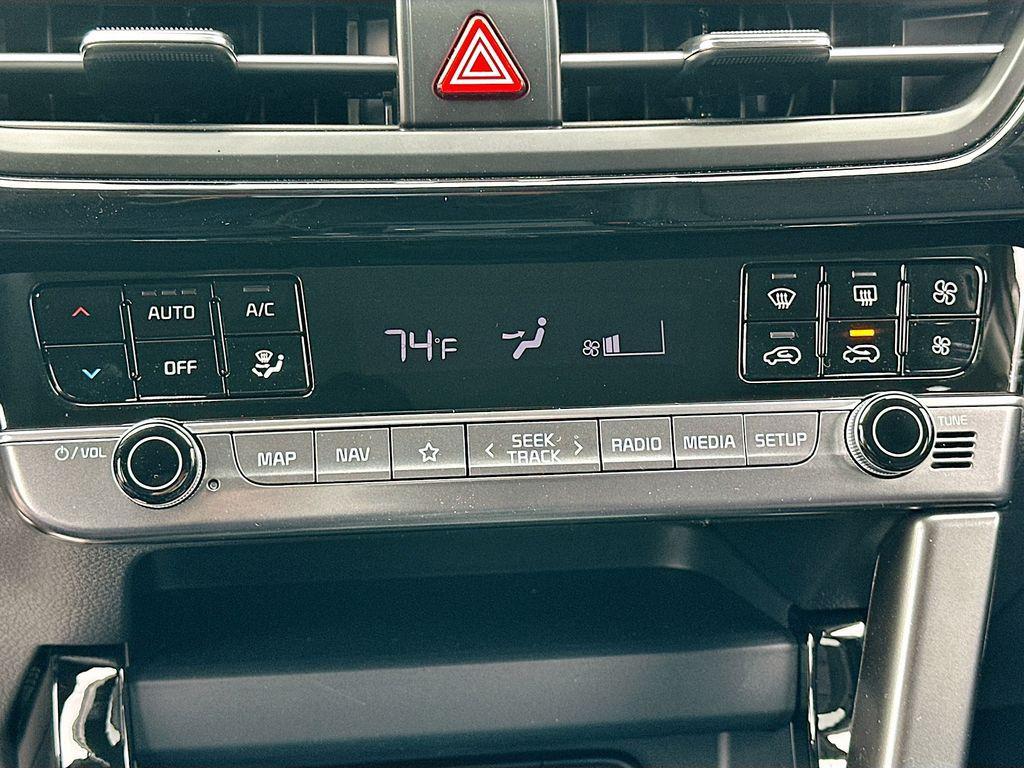 AUTO
A/C
OFF
74°F
⏻/VOL
MAP
NAV
SEEK
TRACK
RADIO
MEDIA
SETUP
TUNE